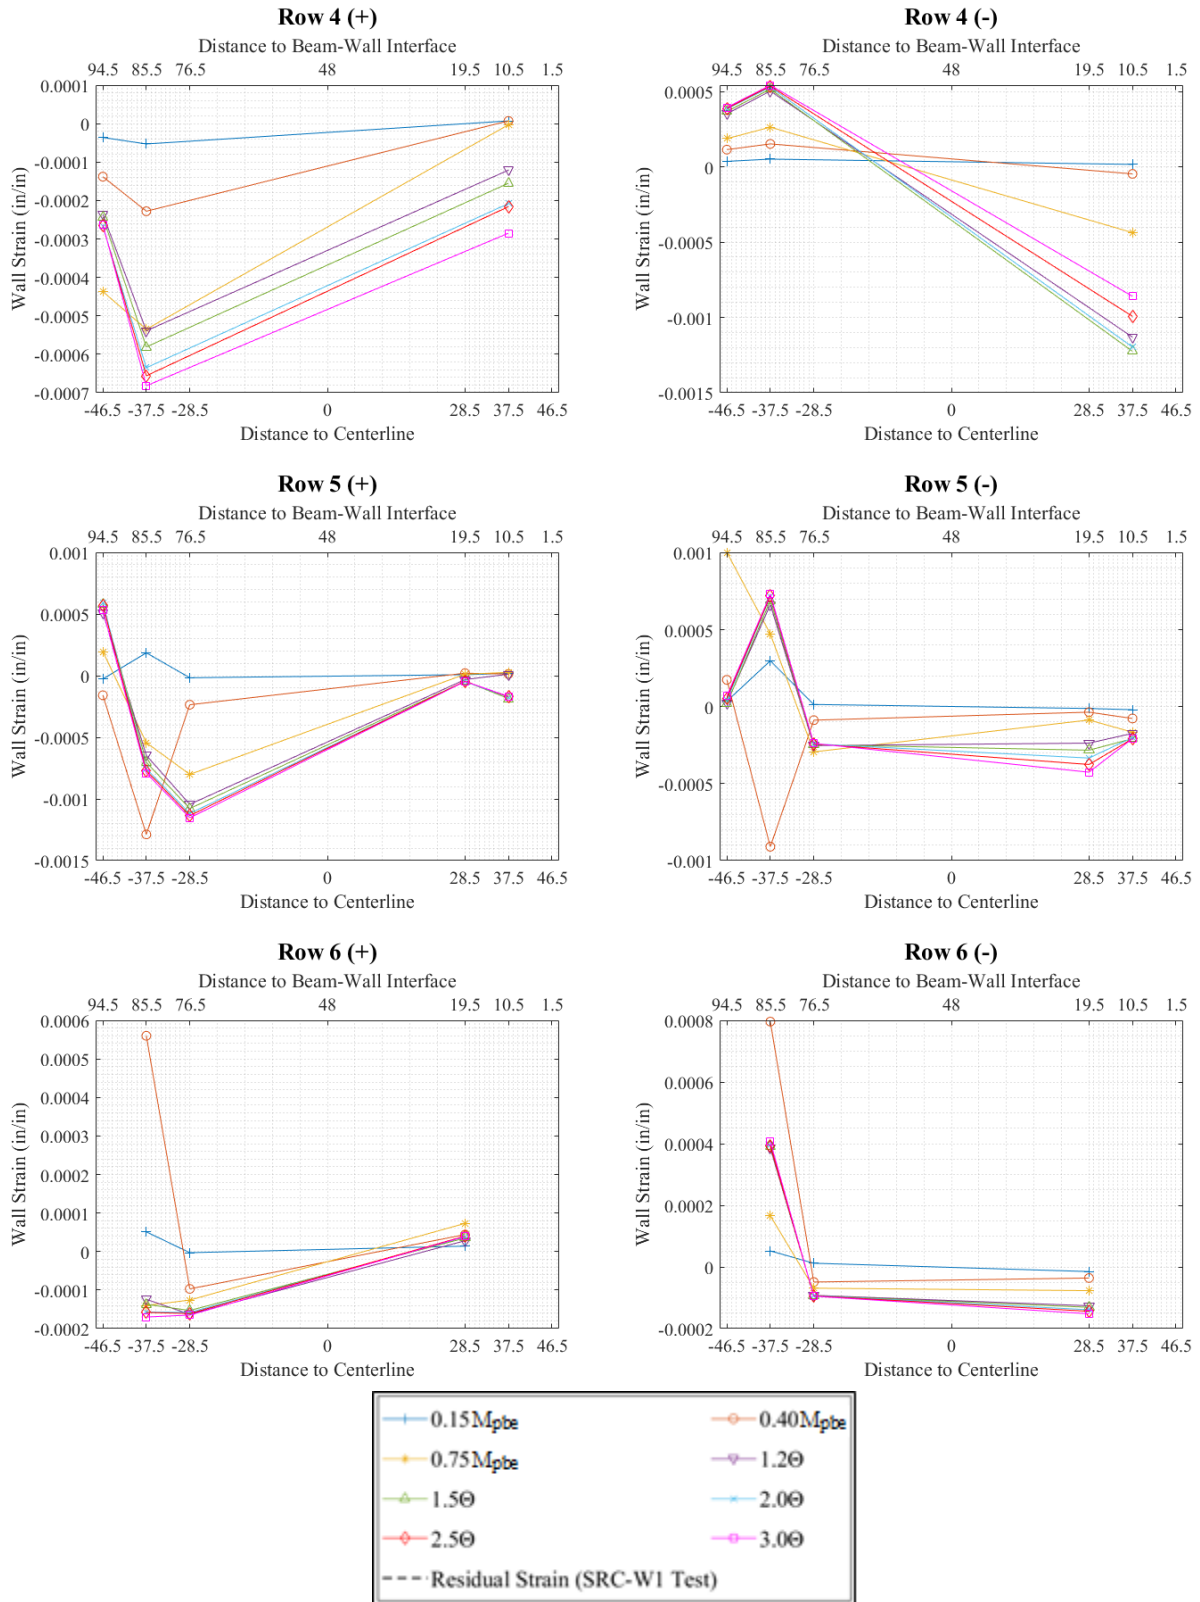 Row 4 (+)
Distance to Beam-Wall Interface
94.5 85.5 76.5 48 19.5 10.5 1.5
0.0001
0
-0.0001
-0.0002
-0.0003
-0.0004
-0.0005
-0.0006
-0.0007
Wall Strain (in/in)
-46.5 -37.5 -28.5 0 28.5 37.5 46.5
Distance to Centerline
Row 4 (-)
Distance to Beam-Wall Interface
94.5 85.5 76.5 48 19.5 10.5 1.5
0.0005
0
-0.0005
-0.001
-0.0015
Wall Strain (in/in)
-46.5 -37.5 -28.5 0 28.5 37.5 46.5
Distance to Centerline
Row 5 (+)
Distance to Beam-Wall Interface
94.5 85.5 76.5 48 19.5 10.5 1.5
0.001
0.0005
0
-0.0005
-0.001
-0.0015
Wall Strain (in/in)
-46.5 -37.5 -28.5 0 28.5 37.5 46.5
Distance to Centerline
Row 5 (-)
Distance to Beam-Wall Interface
94.5 85.5 76.5 48 19.5 10.5 1.5
0.001
0.0005
0
-0.0005
-0.001
Wall Strain (in/in)
-46.5 -37.5 -28.5 0 28.5 37.5 46.5
Distance to Centerline
Row 6 (+)
Distance to Beam-Wall Interface
94.5 85.5 76.5 48 19.5 10.5 1.5
0.0006
0.0005
0.0004
0.0003
0.0002
0.0001
0
-0.0001
-0.0002
Wall Strain (in/in)
-46.5 -37.5 -28.5 0 28.5 37.5 46.5
Distance to Centerline
Row 6 (-)
Distance to Beam-Wall Interface
94.5 85.5 76.5 48 19.5 10.5 1.5
0.0008
0.0006
0.0004
0.0002
0
-0.0002
Wall Strain (in/in)
-46.5 -37.5 -28.5 0 28.5 37.5 46.5
Distance to Centerline
0.15Mpbe 0.40Mpbe
0.75Mpbe 1.2Θ
1.5Θ 2.0Θ
2.5Θ 3.0Θ
Residual Strain (SRC-W1 Test)